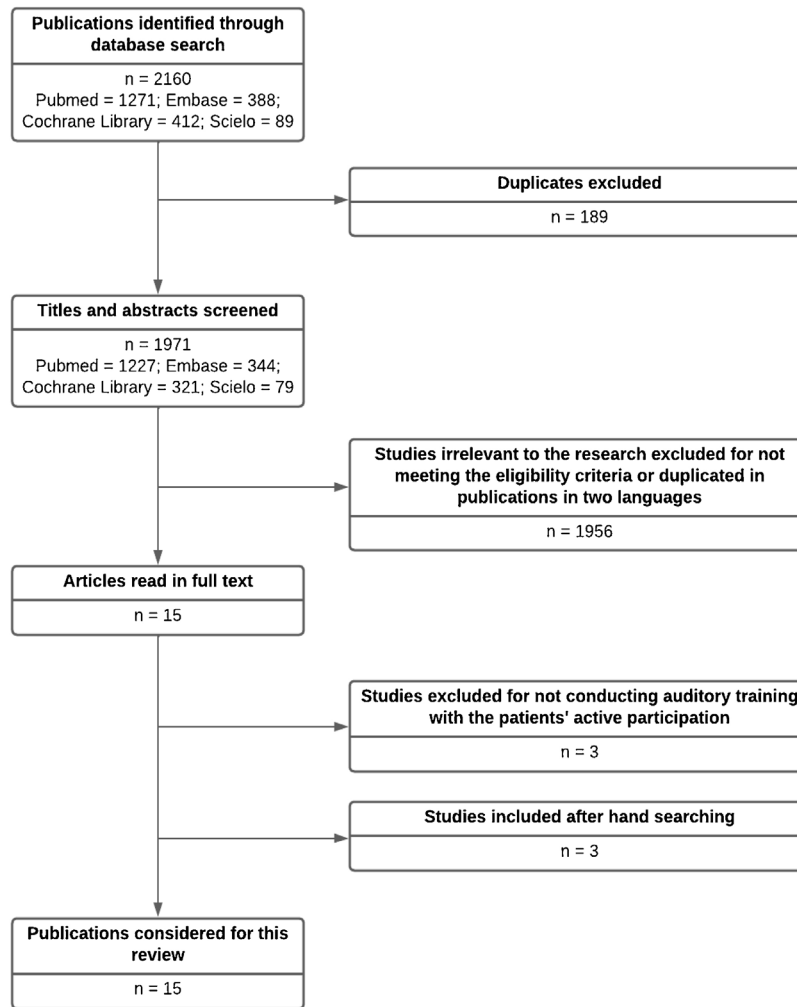 Publications identified through
database search
n = 2160
Pubmed = 1271; Embase = 388;
Cochrane Library = 412; Scielo = 89
Duplicates excluded
n = 189
Titles and abstracts screened
n = 1971
Pubmed = 1227; Embase = 344;
Cochrane Library = 321; Scielo = 79
Studies irrelevant to the research excluded for not
meeting the eligibility criteria or duplicated in
publications in two languages
n = 1956
Articles read in full text
n = 15
Studies excluded for not conducting auditory training
with the patients' active participation
n = 3
Studies included after hand searching
n = 3
Publications considered for this
review
n = 15